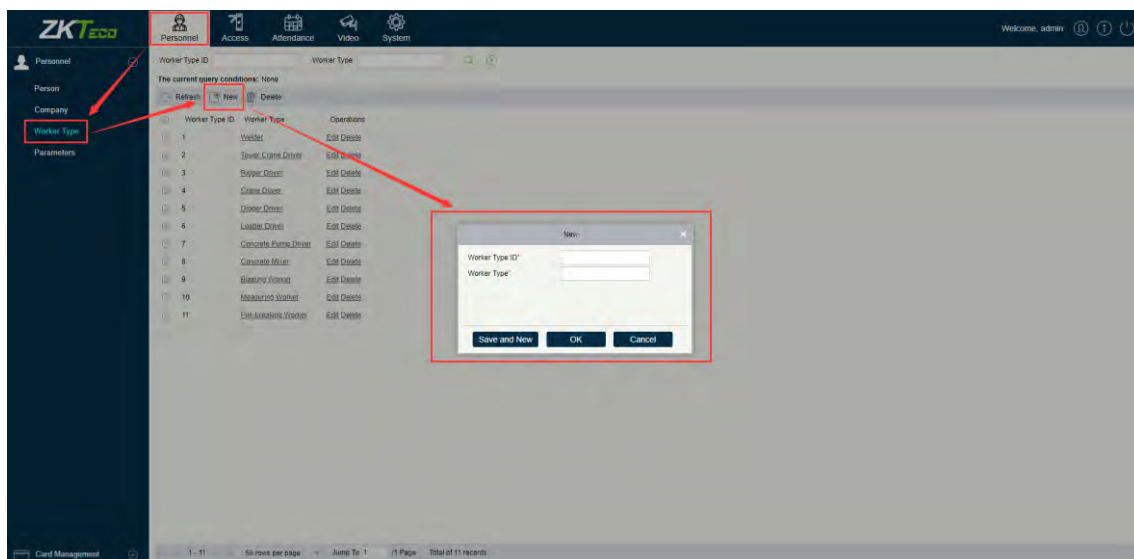 ZKTeco
Personnel
Access
Attendance
Video
System
Welcome, admin
Personnel
Person
Company
Worker Type
Parameters
Worker Type ID Worker Type
The current query conditions: None
Refresh New Delete
Worker Type ID Worker Type Operations
1 Welder Edit Delete
2 Tower Crane Driver Edit Delete
3 Edit Delete
4 Crane Driver Edit Delete
5 Digger Driver Edit Delete
6 Loader Driver Edit Delete
7 Concrete Pump Driver Edit Delete
8 Concrete Mixer Edit Delete
9 Blasting Worker Edit Delete
10 Measuring Worker Edit Delete
11 Worker Edit Delete
New
Worker Type ID*
Worker Type*
Save and New OK Cancel
Card Management
1 - 11 50 rows per page Jump To 1 /1 Page Total of 11 records